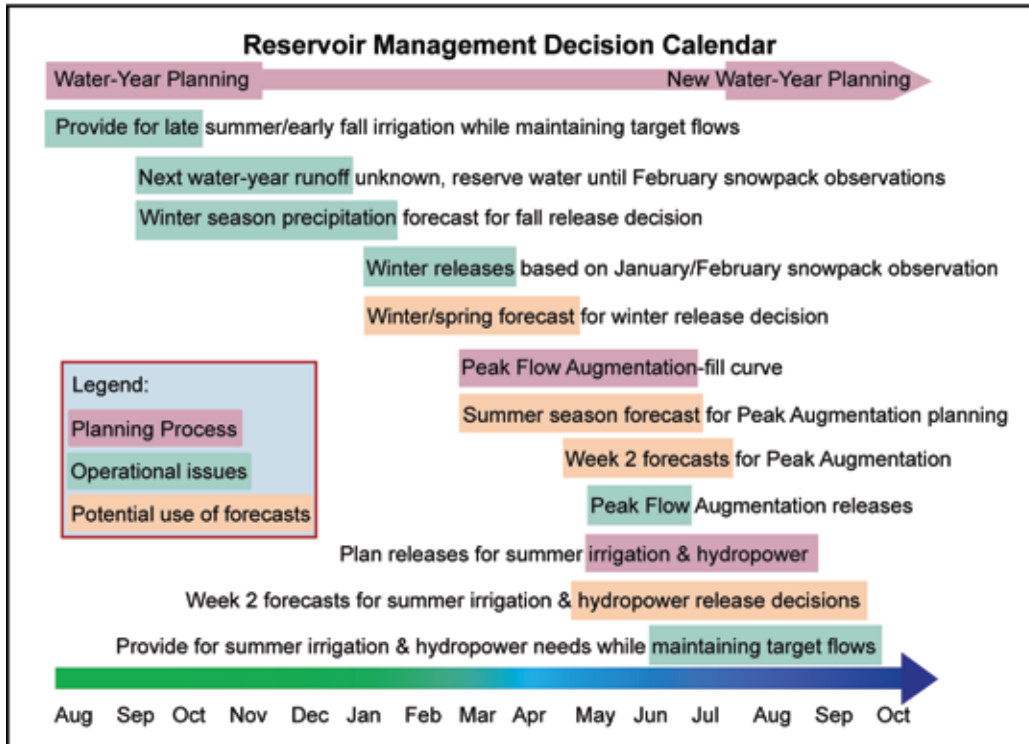 Reservoir Management Decision Calendar
Water-Year Planning
New Water-Year Planning
Provide for late summer/early fall irrigation while maintaining target flows
Next water-year runoff unknown, reserve water until February snowpack observations
Winter season precipitation forecast for fall release decision
Winter releases based on January/February snowpack observation
Winter/spring forecast for winter release decision
Peak Flow Augmentation-fill curve
Summer season forecast for Peak Augmentation planning
Week 2 forecasts for Peak Augmentation
Peak Flow Augmentation releases
Plan releases for summer irrigation & hydropower
Week 2 forecasts for summer irrigation & hydropower release decisions
Provide for summer irrigation & hydropower needs while maintaining target flows
Legend:
Planning Process
Operational issues
Potential use of forecasts
Aug Sep Oct Nov Dec Jan Feb Mar Apr May Jun Jul Aug Sep Oct